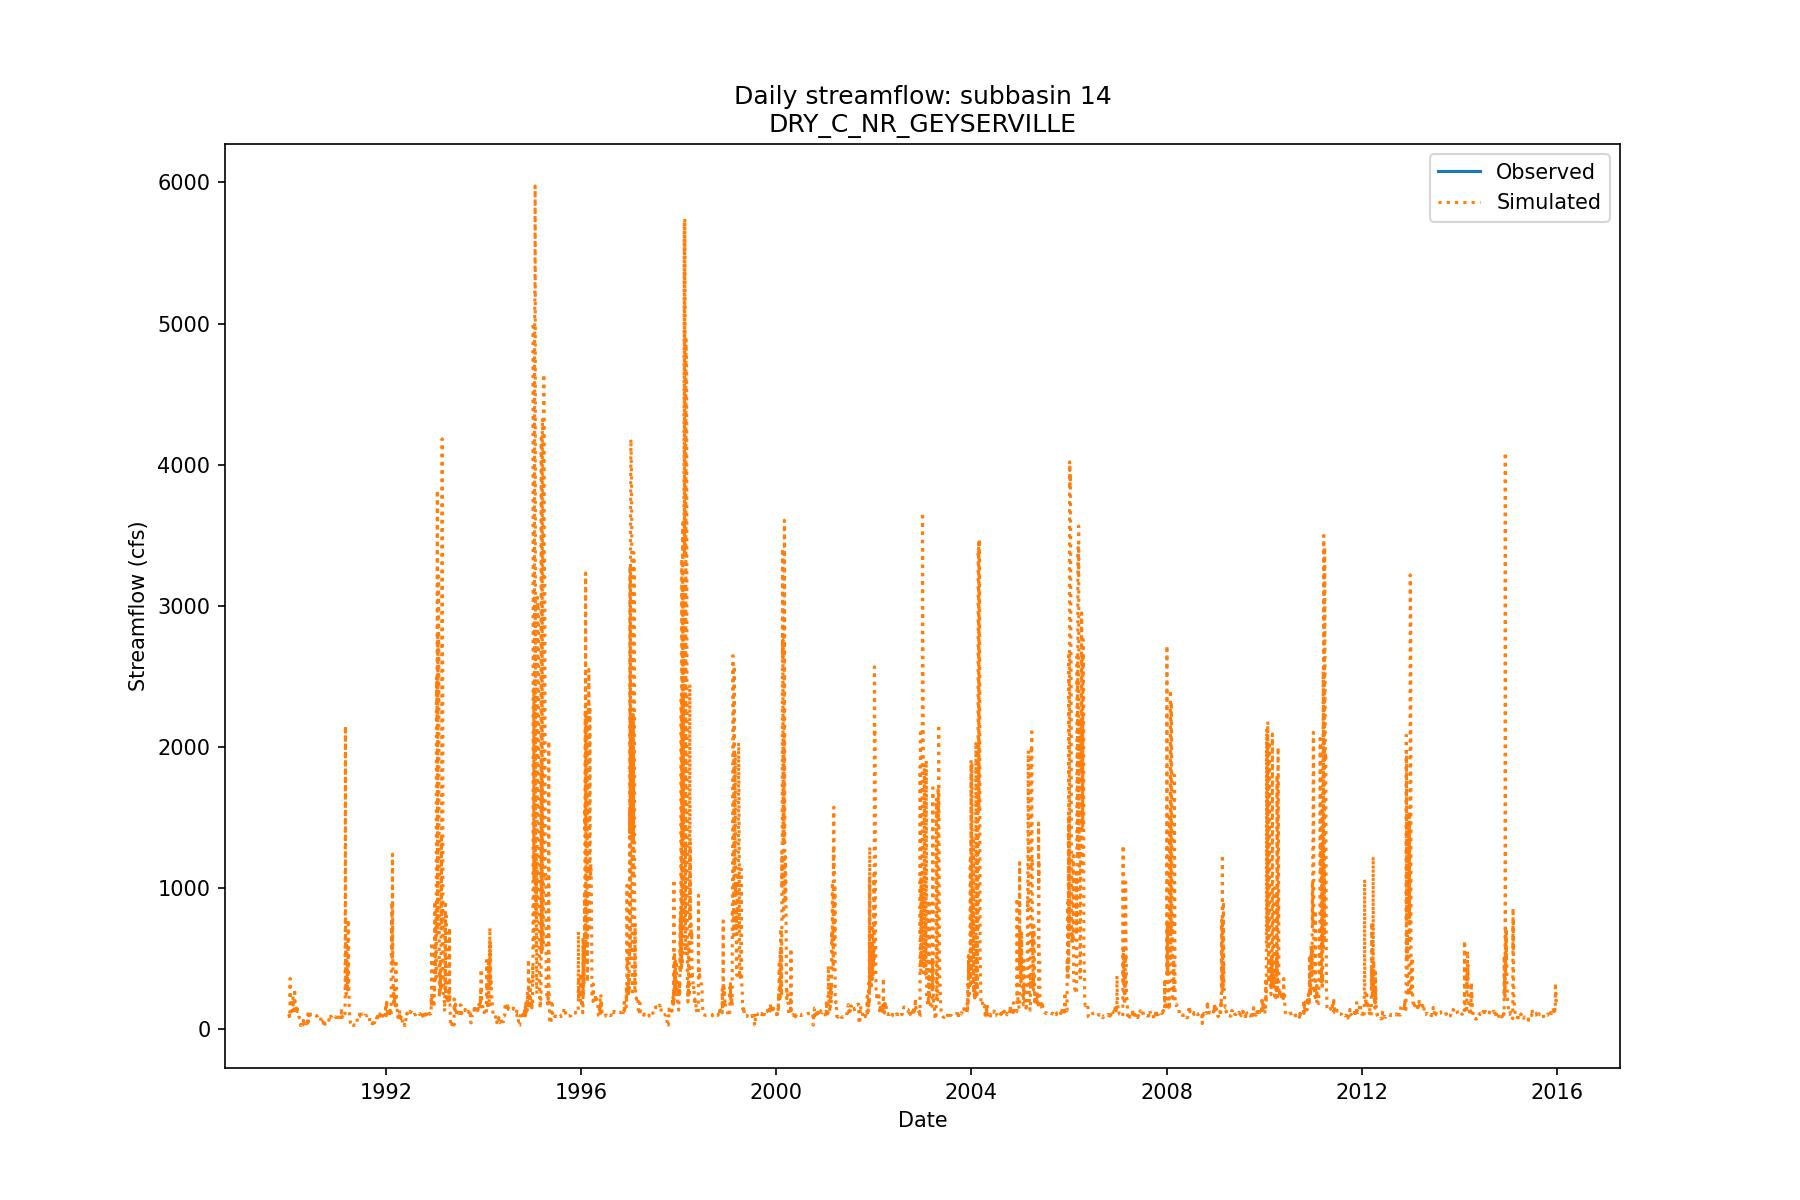 Daily streamflow: subbasin 14
DRY_C_NR_GEYSERVILLE
Observed
Simulated
6000
5000
4000
3000
2000
1000
0
Streamflow (cfs)
1992 1996 2000 2004 2008 2012 2016
Date